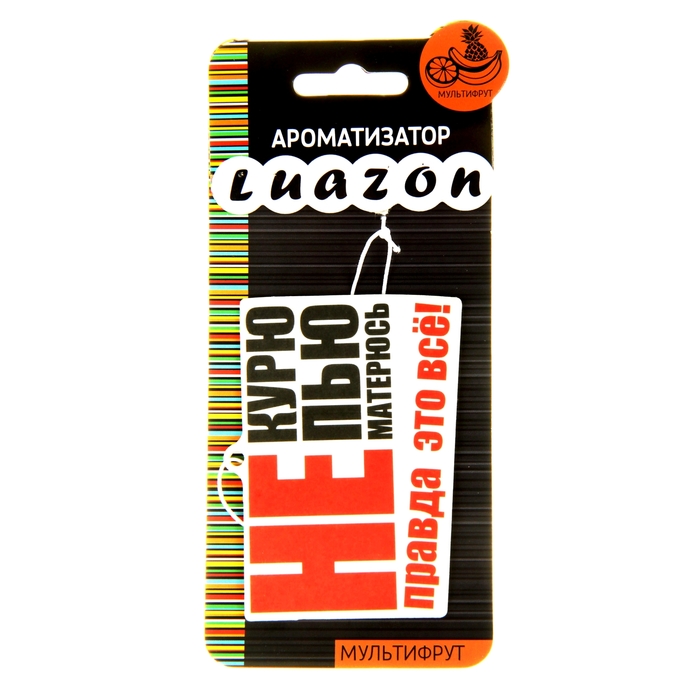 МУЛЬТИФРУТ
АРОМАТИЗАТОР
Luazon
НЕ
КУРЮ
ПЬЮ
МАТЕРЮСЬ
правда это всё!
МУЛЬТИФРУТ